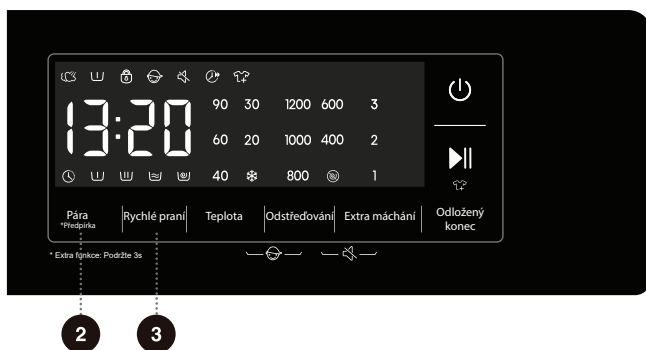 13:20
90 30 1200 600 3
60 20 1000 400 2
40 800 1
Pára
*Předpírka
Rychlé praní
Teplota
Odstřeďování
Extra máchání
Odložený
konec
* Extra funkce: Podržte 3s
2 3